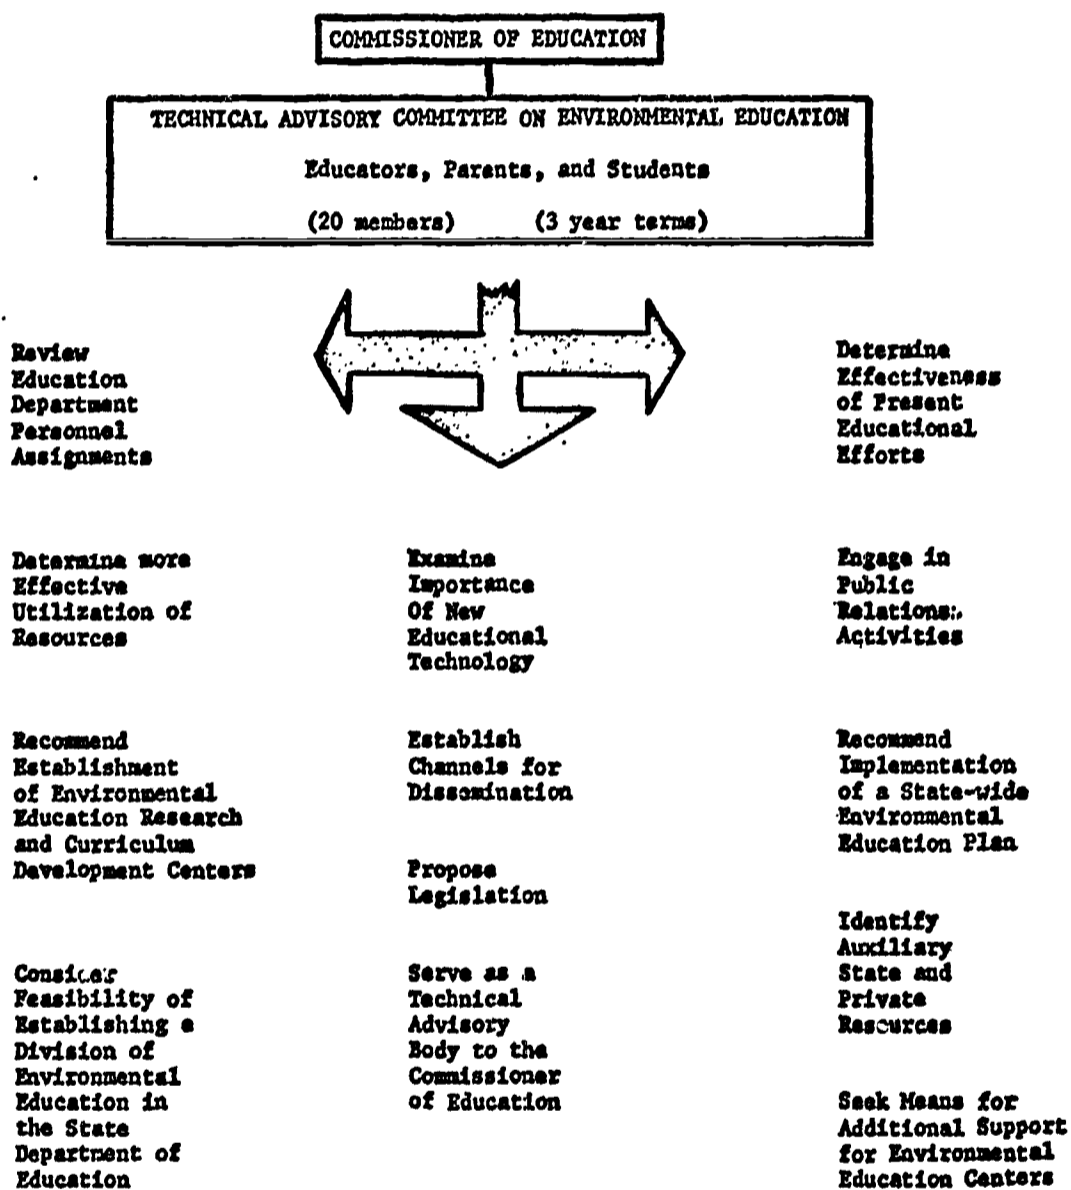 COMMISSIONER OF EDUCATION
TECHNICAL ADVISORY COMMITTEE ON ENVIRONMENTAL EDUCATION
Educators, Parents, and Students
(20 members) (3 year terms)
Review
Education
Department
Personnel
Assignments
Determine
Effectiveness
of Present
Educational
Efforts
Determine more
Effective
Utilization of
Resources
Examine
Importance
Of New
Educational
Technology
Engage in
Public
Relations
Activities
Recommend
Establishment
of Environmental
Education Research
and Curriculum
Development Centers
Establish
Channels for
Dissemination
Propose
Legislation
Recommend
Implementation
of a State-wide
Environmental
Education Plan
Identify
Auxiliary
State and
Private
Resources
Consider
Feasibility of
Establishing a
Division of
Environmental
Education in
the State
Department of
Education
Serve as a
Technical
Advisory
Body to the
Commissioner
of Education
Seek Means for
Additional Support
for Environmental
Education Centers